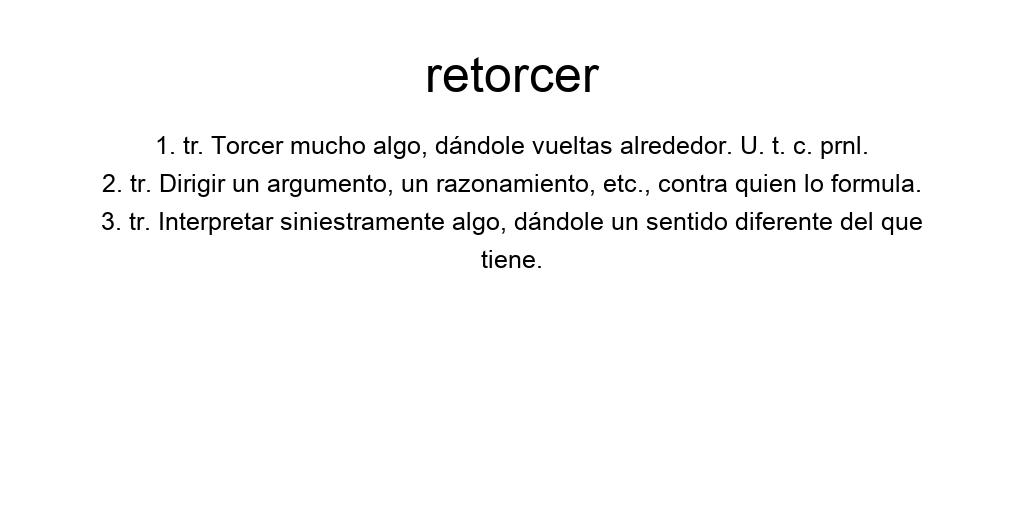 retorcer
1. tr. Torcer mucho algo, dándole vueltas alrededor. U. t. c. prnl.
2. tr. Dirigir un argumento, un razonamiento, etc., contra quien lo formula.
3. tr. Interpretar siniestramente algo, dándole un sentido diferente del que
tiene.